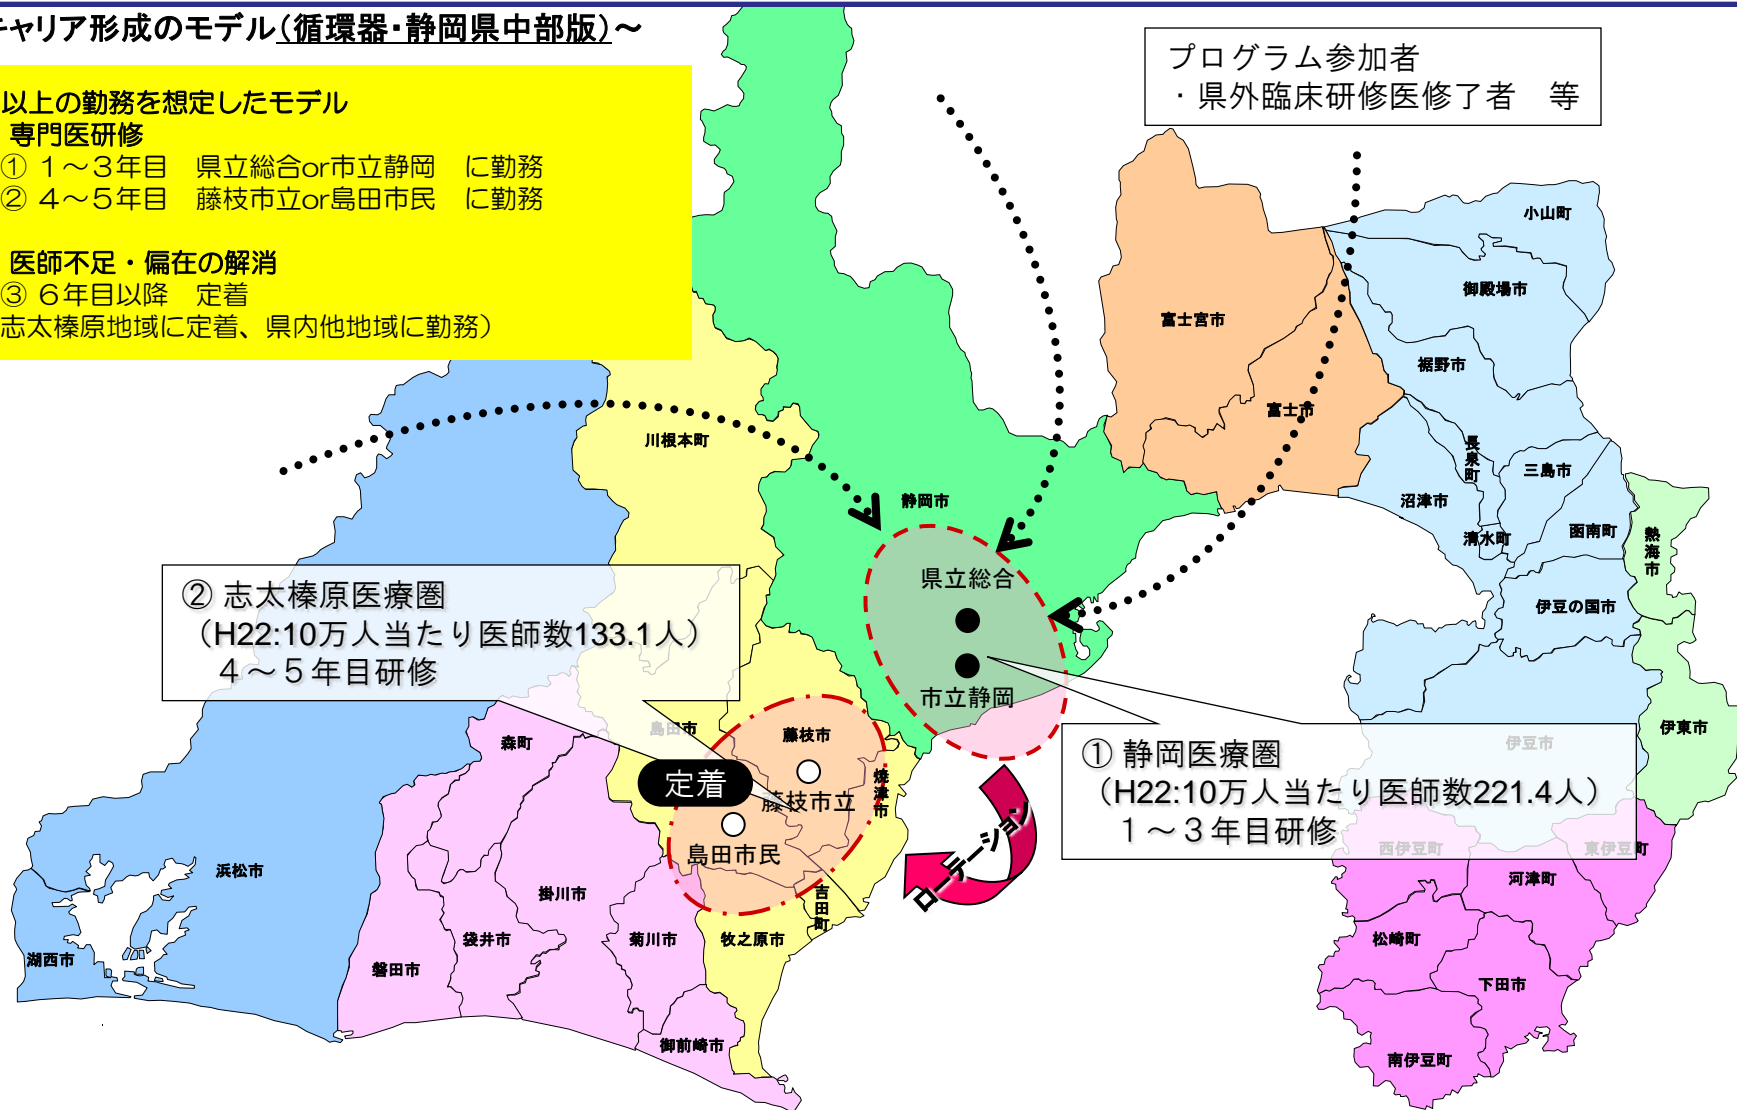 キャリア形成のモデル(循環器・静岡県中部版)～
以上の勤務を想定したモデル
専門医研修
① １～３年目　県立総合or市立静岡　に勤務
② ４～５年目　藤枝市立or島田市民　に勤務
医師不足・偏在の解消
③ ６年目以降　定着
志太榛原地域に定着、県内他地域に勤務）
プログラム参加者
・県外臨床研修医修了者　等
小山町
御殿場市
富士宮市
裾野市
富士市
川根本町
長泉町
三島市
静岡市
沼津市
清水町
函南町
熱海市
県立総合
伊豆の国市
② 志太榛原医療圏
（H22:10万人当たり医師数133.1人）
４～５年目研修
市立静岡
島田市
藤枝市
森町
伊豆市
伊東市
① 静岡医療圏
（H22:10万人当たり医師数221.4人）
１～３年目研修
定着
藤枝市立
焼津市
島田市民
ローテーション
西伊豆町
東伊豆町
浜松市
掛川市
吉田町
河津町
湖西市
磐田市
袋井市
菊川市
牧之原市
松崎町
下田市
御前崎市
南伊豆町